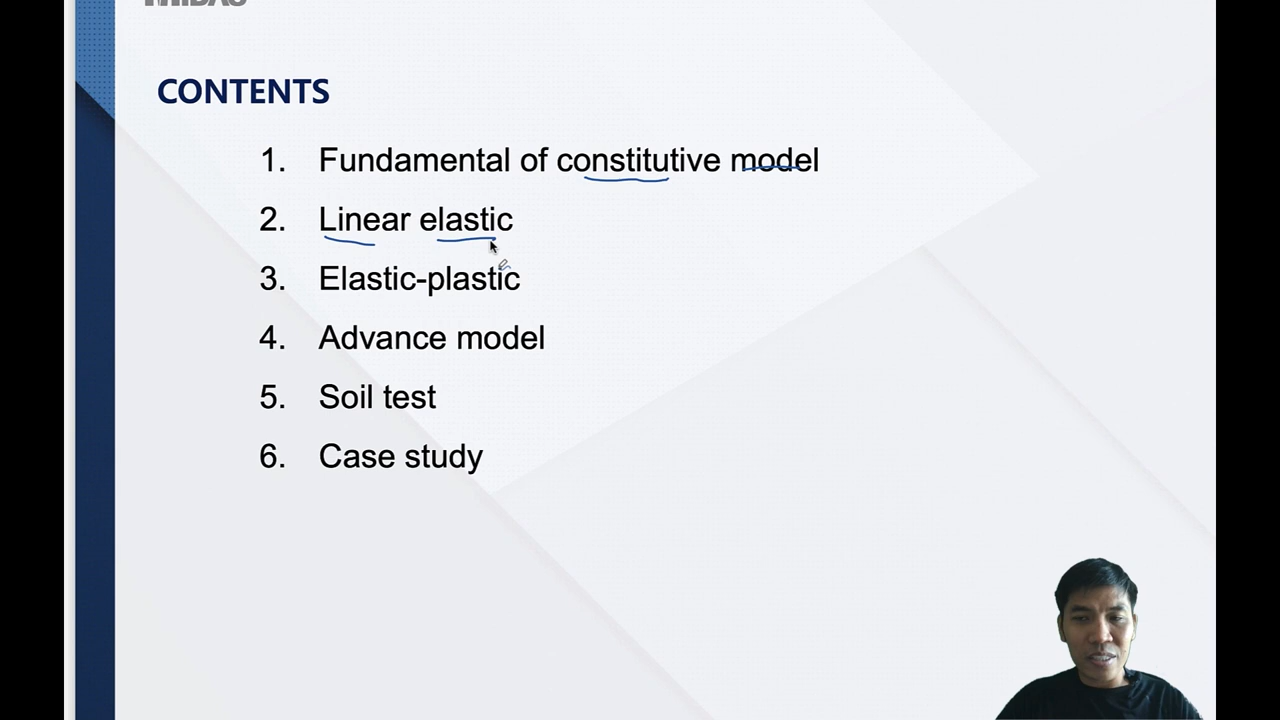 MIDAS
CONTENTS
1. Fundamental of constitutive model
2. Linear elastic
3. Elastic-plastic
4. Advance model
5. Soil test
6. Case study